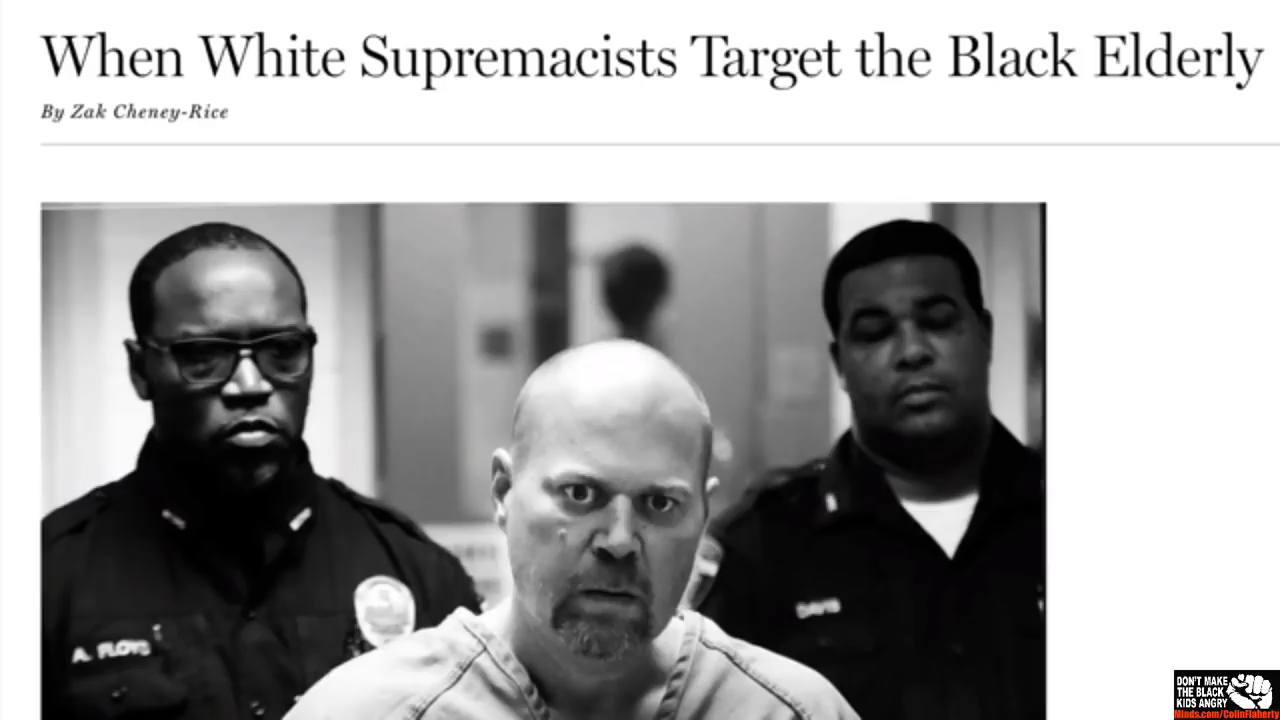 When White Supremacists Target the Black Elderly
By Zak Cheney-Rice
A. FLOYD
DAVIS
DON'T MAKE
THE BLACK
KIDS ANGRY
Minds.com/ColinFlaherty